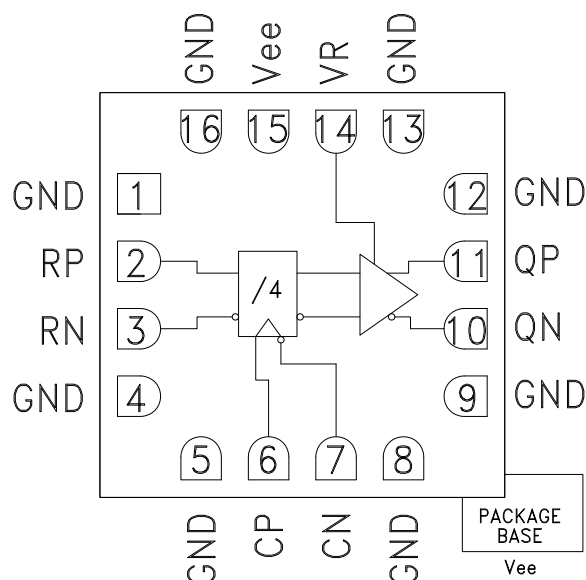 GND
Vee
VR
GND
16
15
14
13
GND
1
12
GND
RP
2
/4
11
QP
RN
3
10
QN
GND
4
9
GND
5
6
7
8
GND
CP
CN
GND
PACKAGE
BASE
Vee